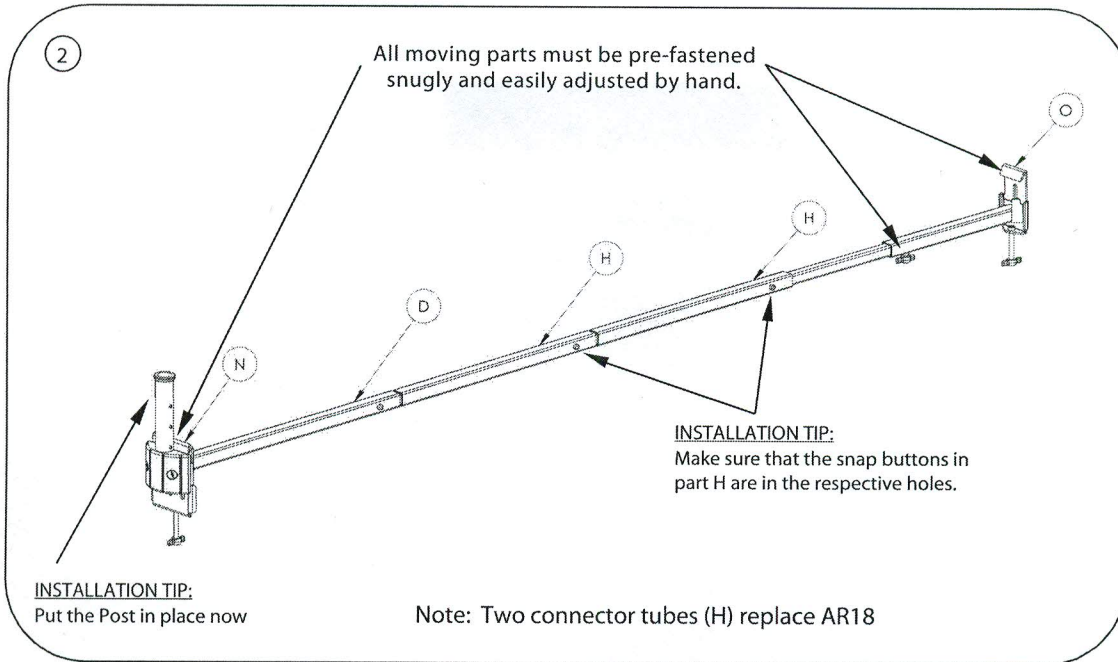 2
All moving parts must be pre-fastened
snugly and easily adjusted by hand.
O
H
H
D
N
INSTALLATION TIP:
Make sure that the snap buttons in
part H are in the respective holes.
INSTALLATION TIP:
Put the Post in place now
Note: Two connector tubes (H) replace AR18